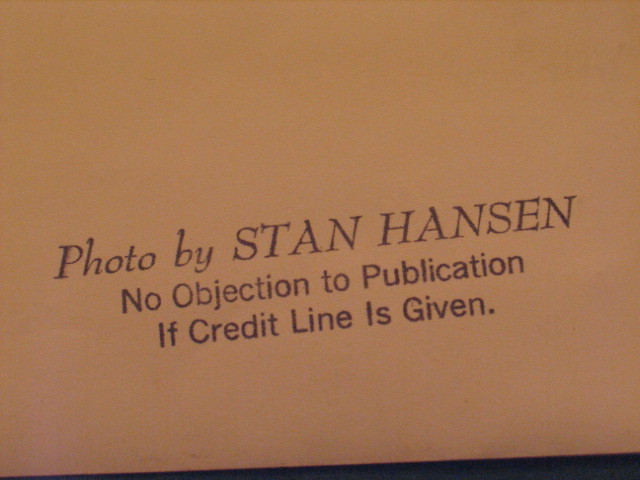 Photo by STAN HANSEN
No Objection to Publication
If Credit Line Is Given.